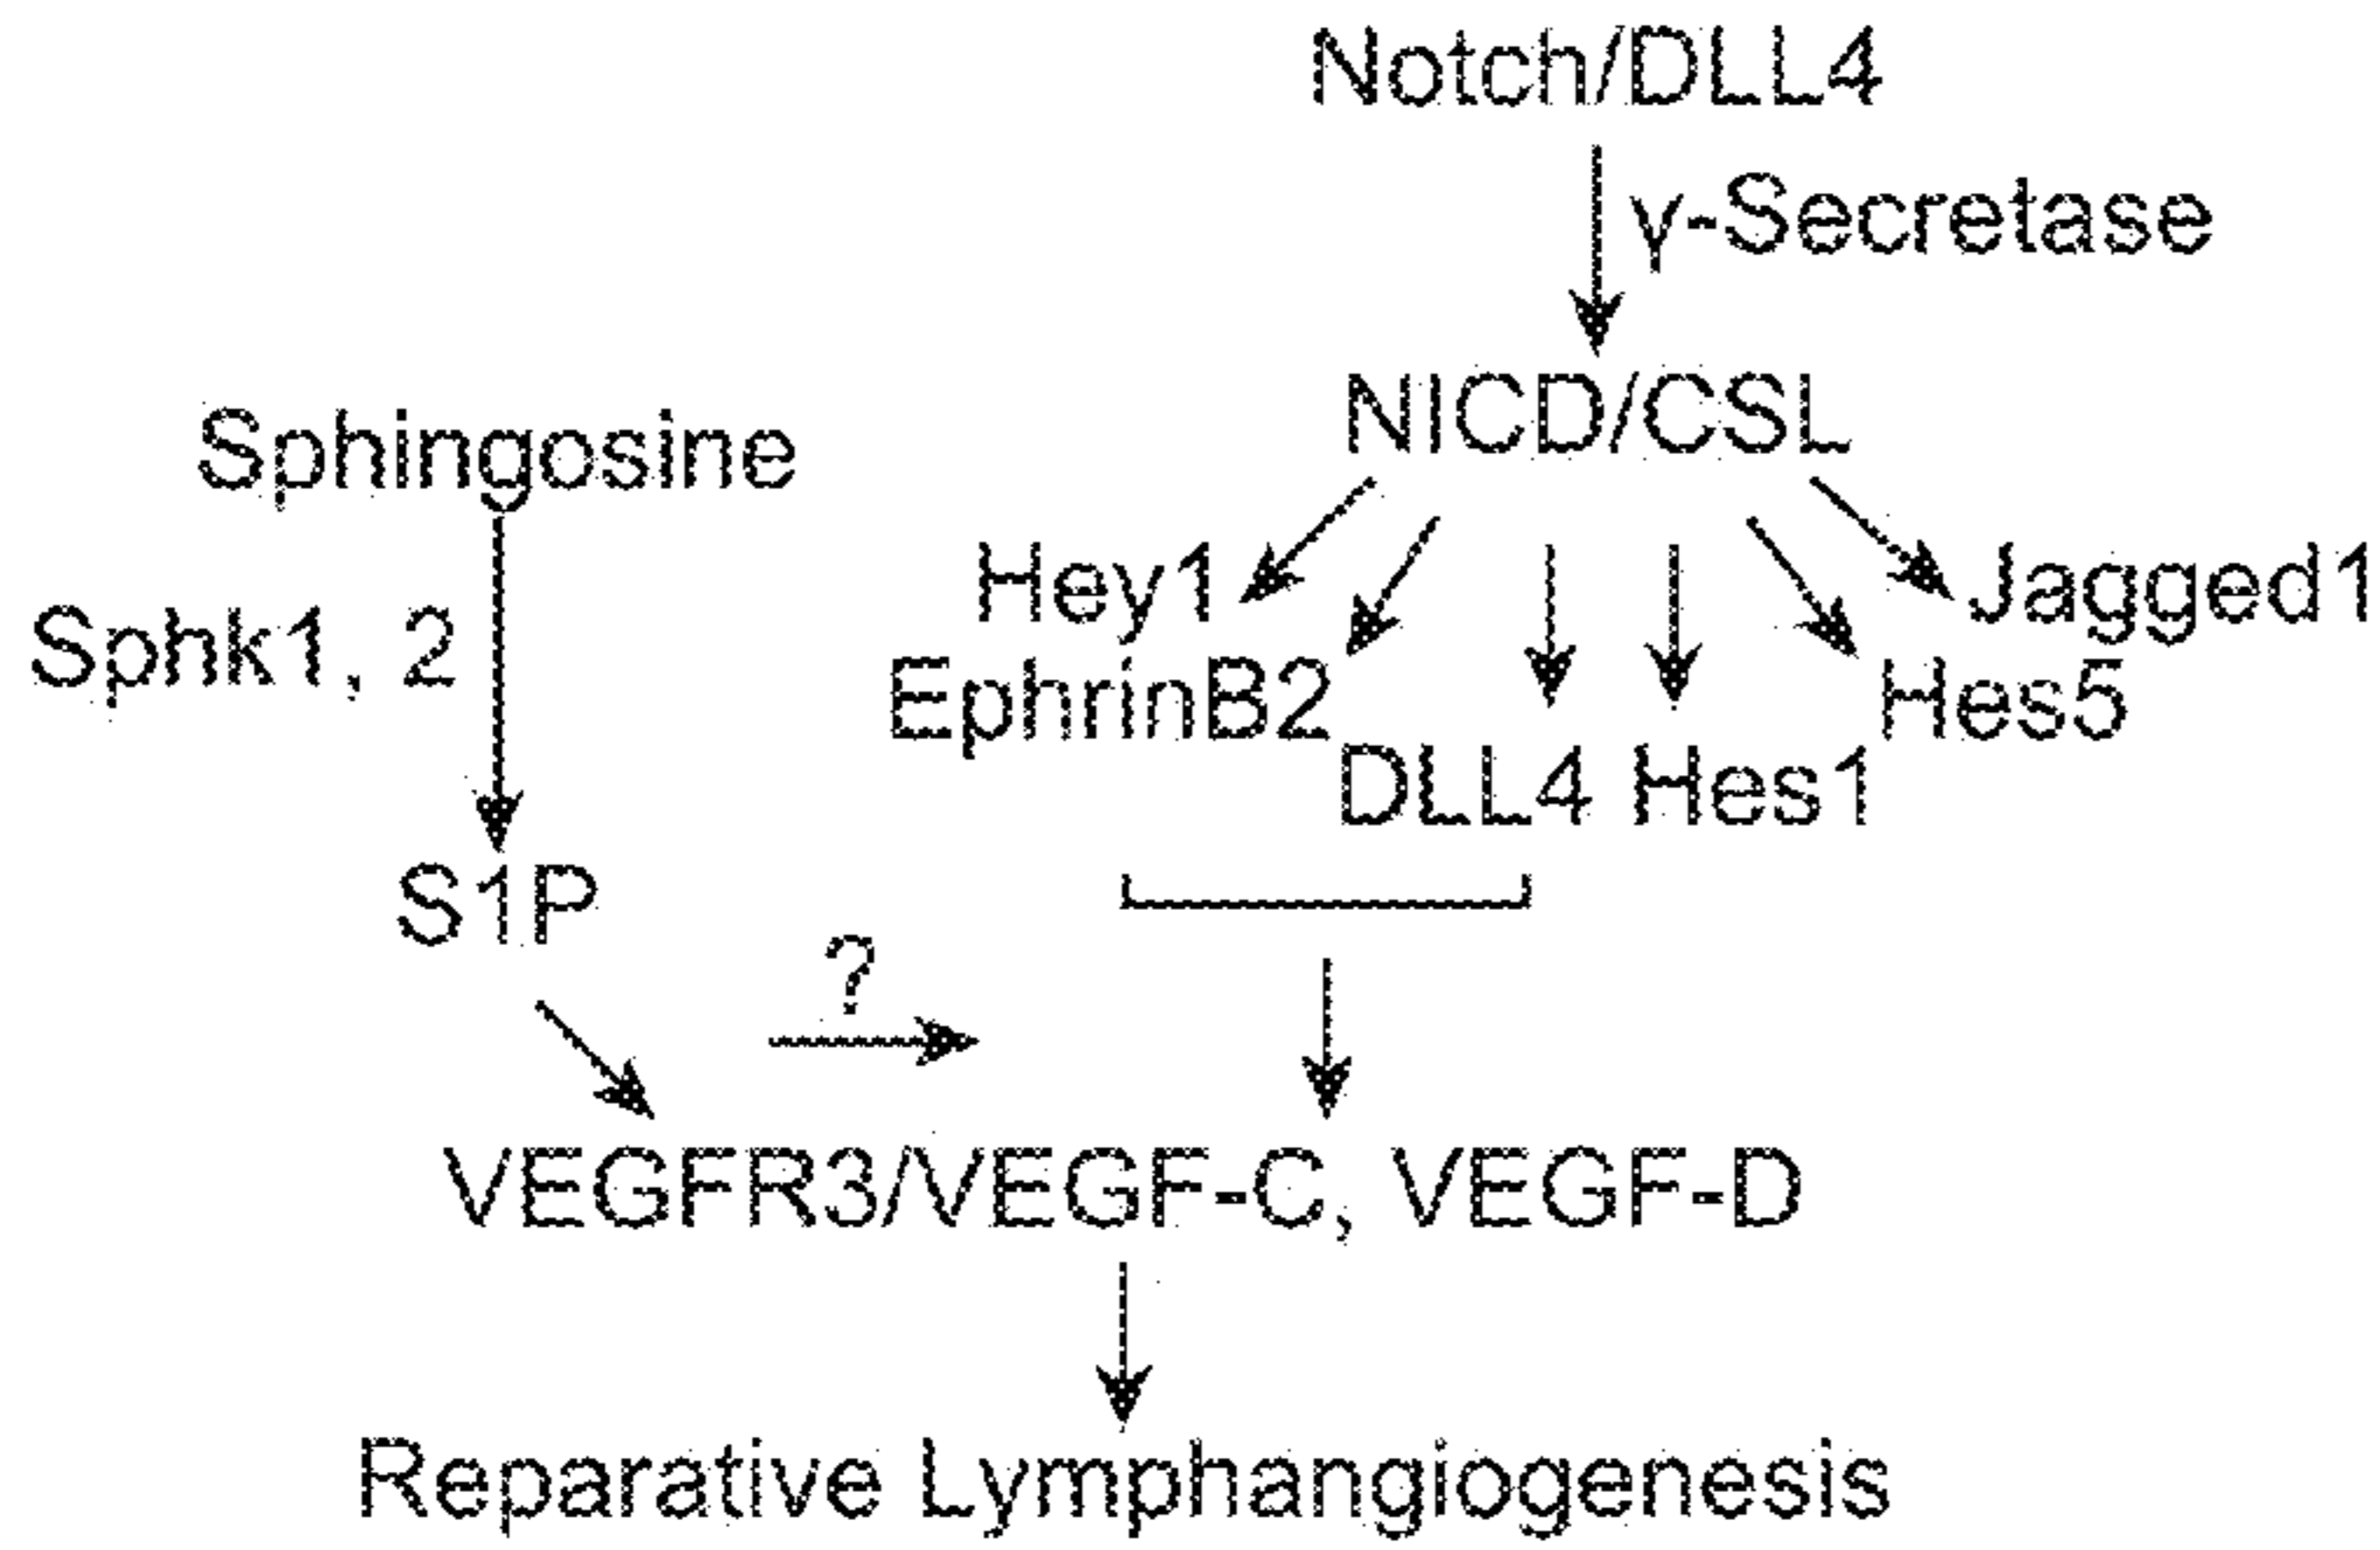 Notch/DLL4
γ-Secretase
NICD/CSL
Sphingosine
Hey1
Jagged1
Sphk1, 2
EphrinB2
Hes5
DLL4 Hes1
S1P
?
VEGFR3/VEGF-C, VEGF-D
Reparative Lymphangiogenesis